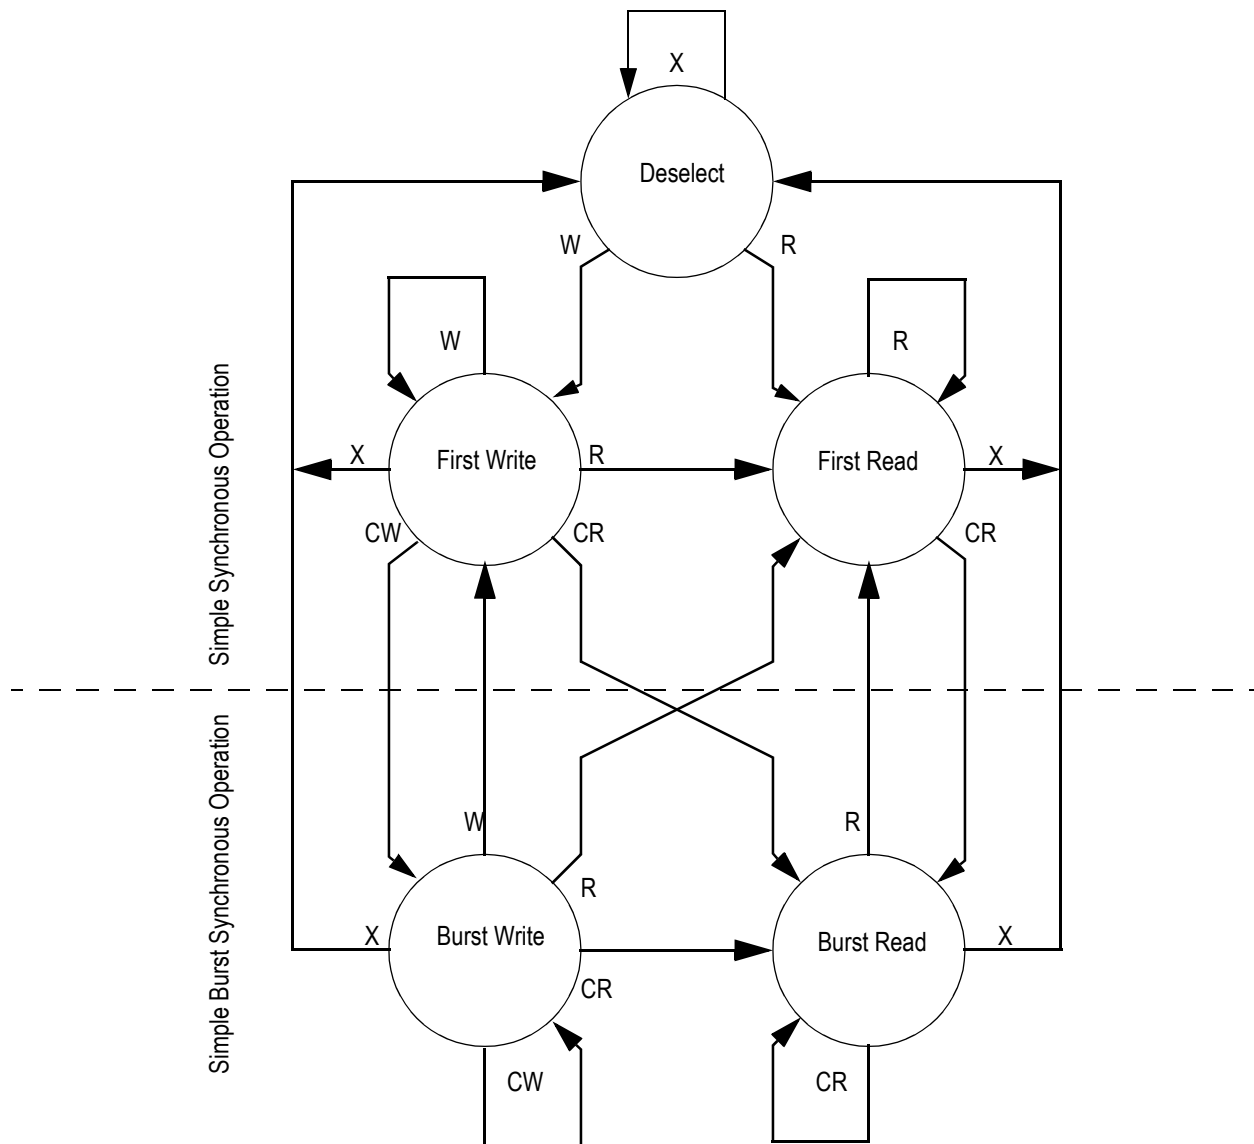 X
Deselect
W
R
W
R
Simple Synchronous Operation
X
First Write
R
First Read
X
CW
CR
CR
Simple Burst Synchronous Operation
W
R
R
X
Burst Write
Burst Read
X
CR
CW
CR